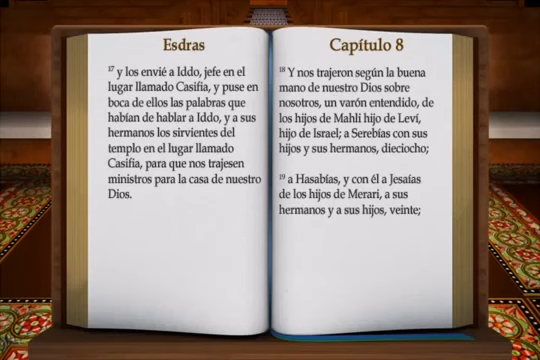 Esdras
17 y los envié a Iddo, jefe en el
lugar llamado Casifia, y puse en
boca de ellos las palabras que
habían de hablar a Iddo, y a sus
hermanos los sirvientes del
templo en el lugar llamado
Casifia, para que nos trajesen
ministros para la casa de nuestro
Dios.
Capítulo 8
18 Y nos trajeron según la buena
mano de nuestro Dios sobre
nosotros, un varón entendido, de
los hijos de Mahli hijo de Leví,
hijo de Israel; a Serebías con sus
hijos y sus hermanos, dieciocho;
19 a Hasabías, y con él a Jesaías
de los hijos de Merari, a sus
hermanos y a sus hijos, veinte;